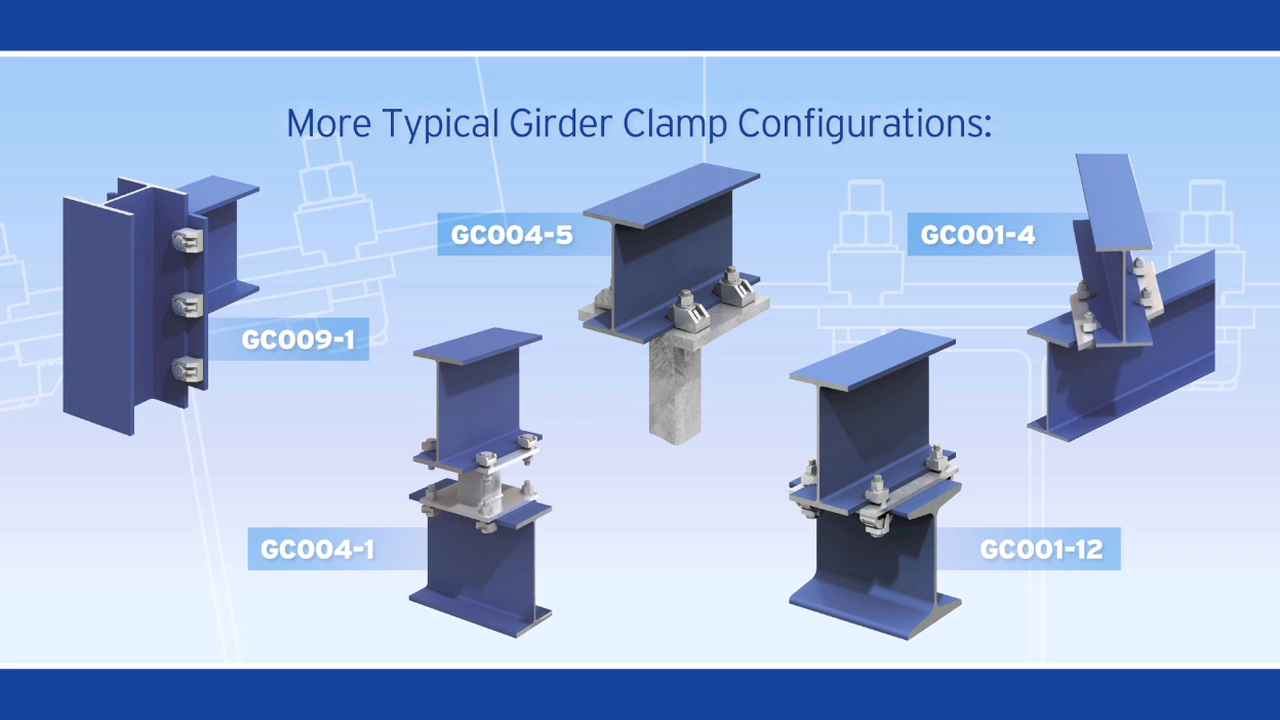 More Typical Girder Clamp Configurations:
GC004-5
GC001-4
GC009-1
GC004-1
GC001-12